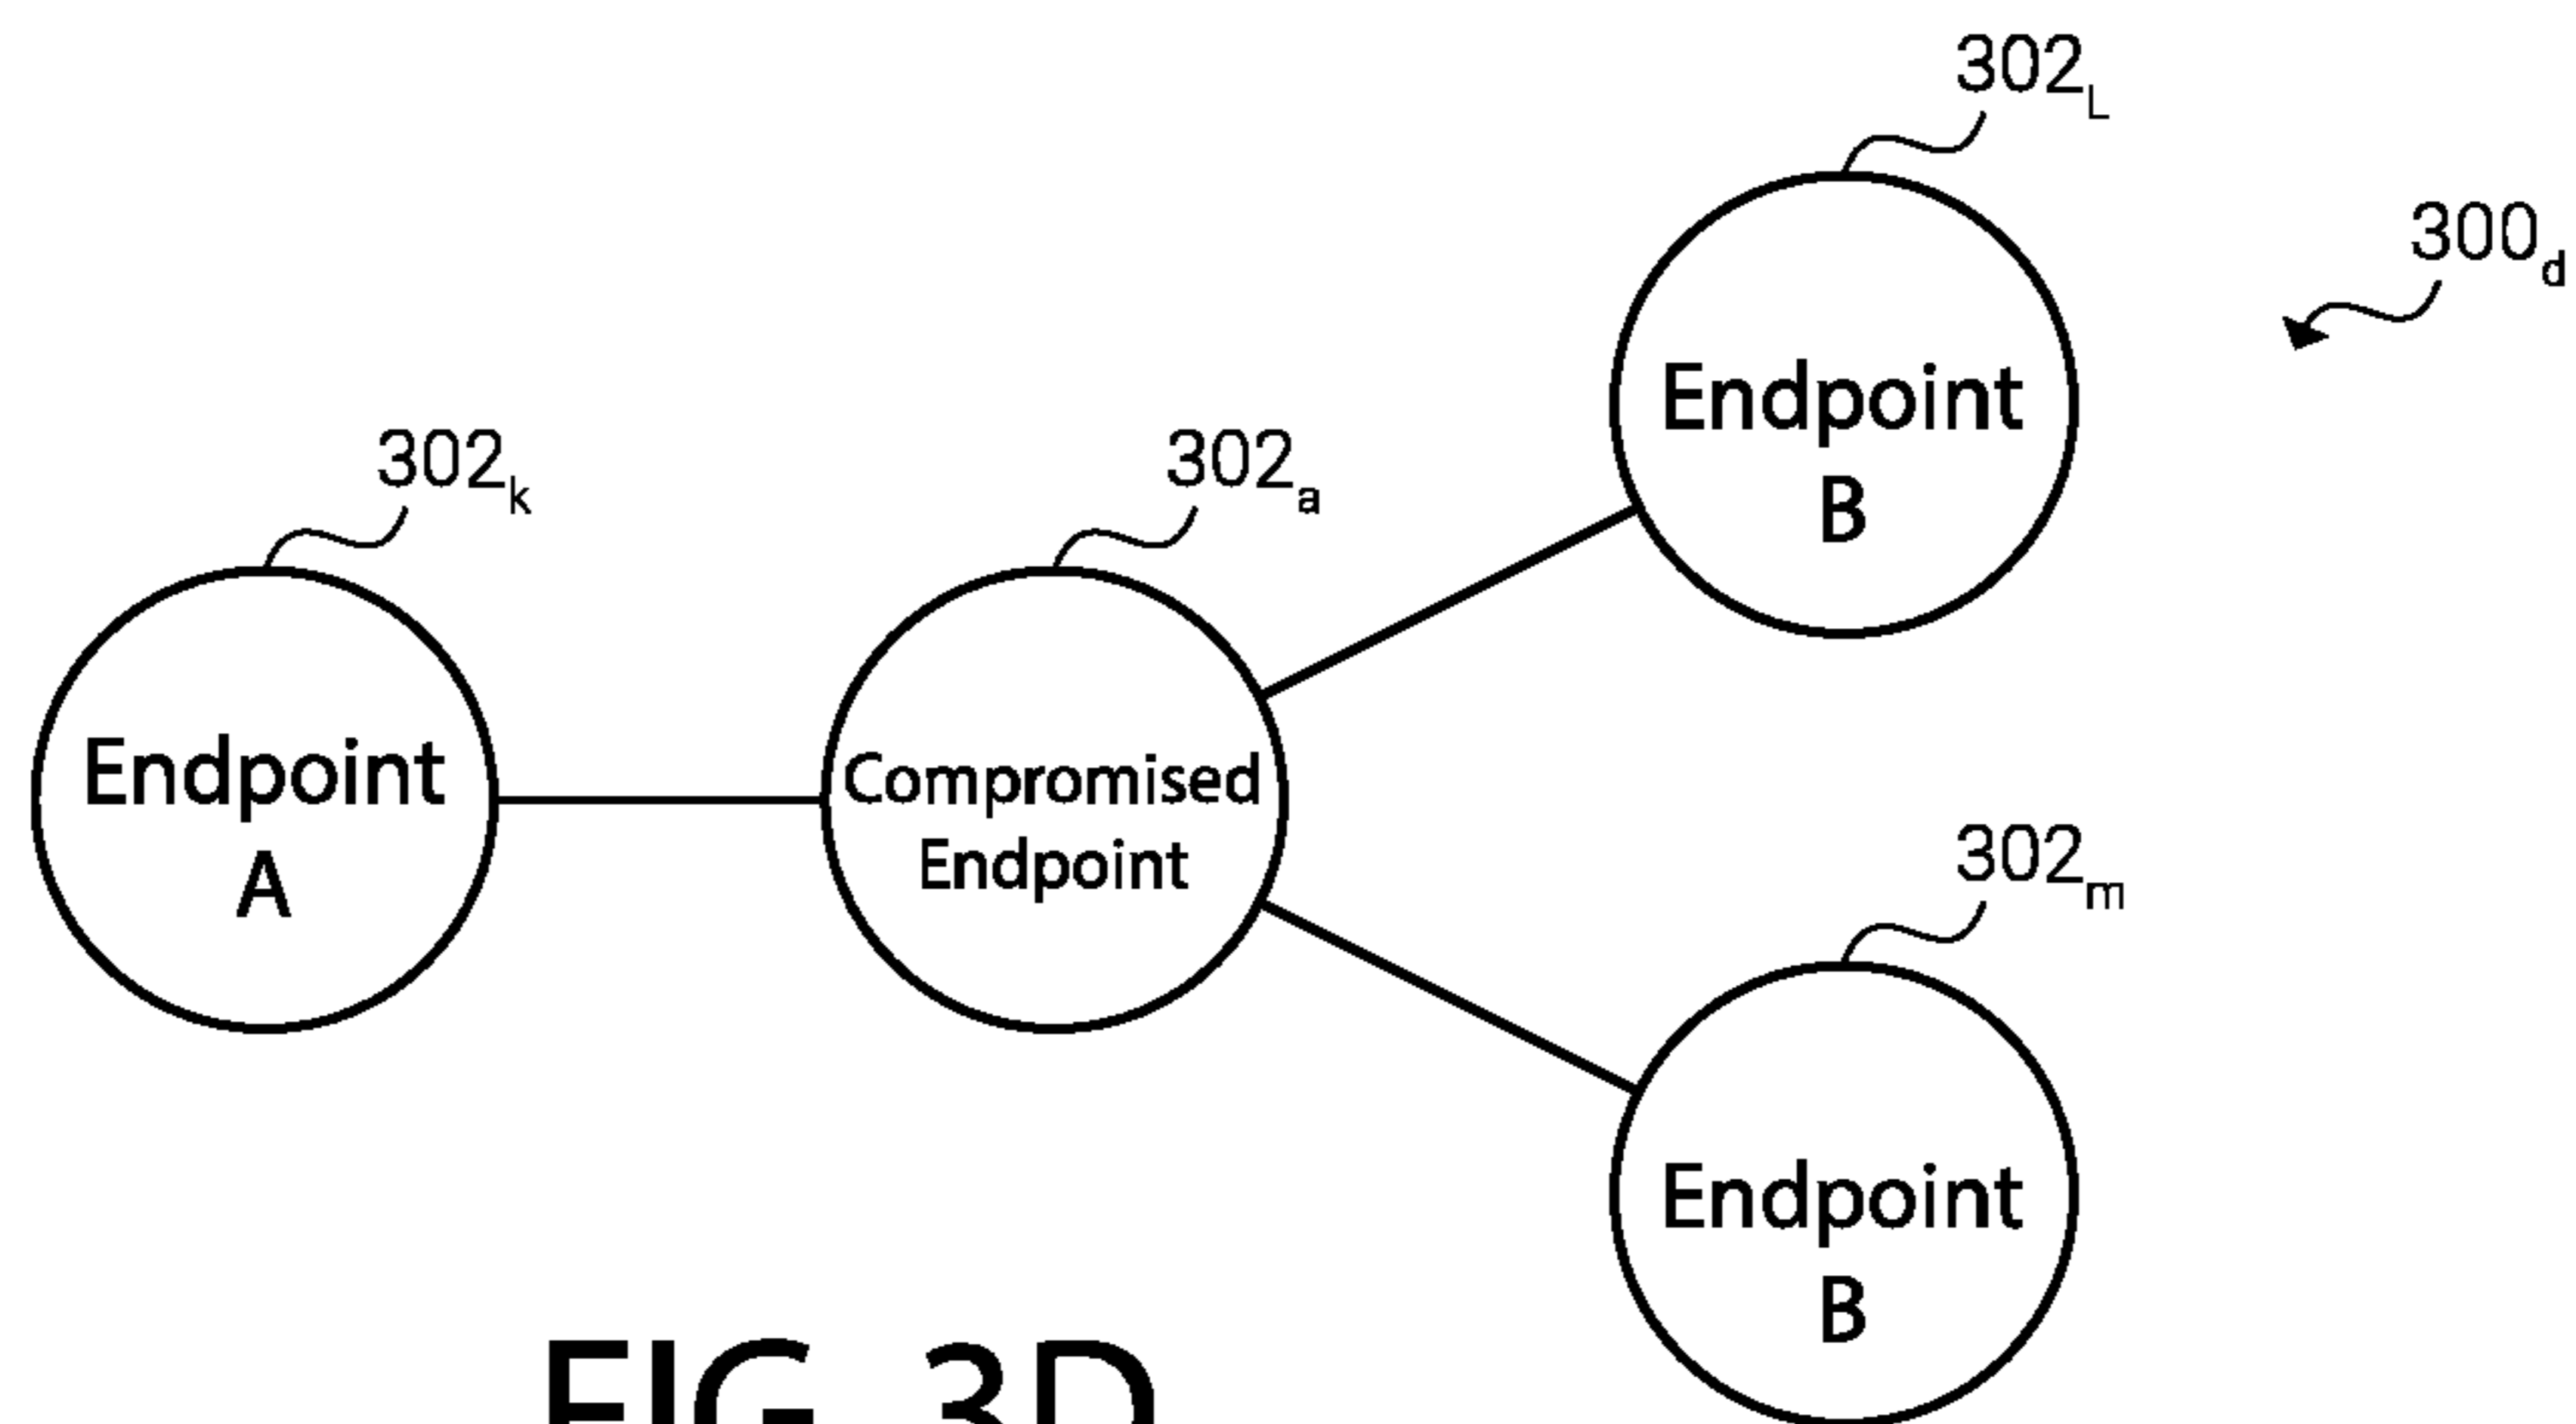 302L
300d
302k
302a
Endpoint
B
Endpoint
A
Compromised
Endpoint
302m
Endpoint
B
FIG. 3D